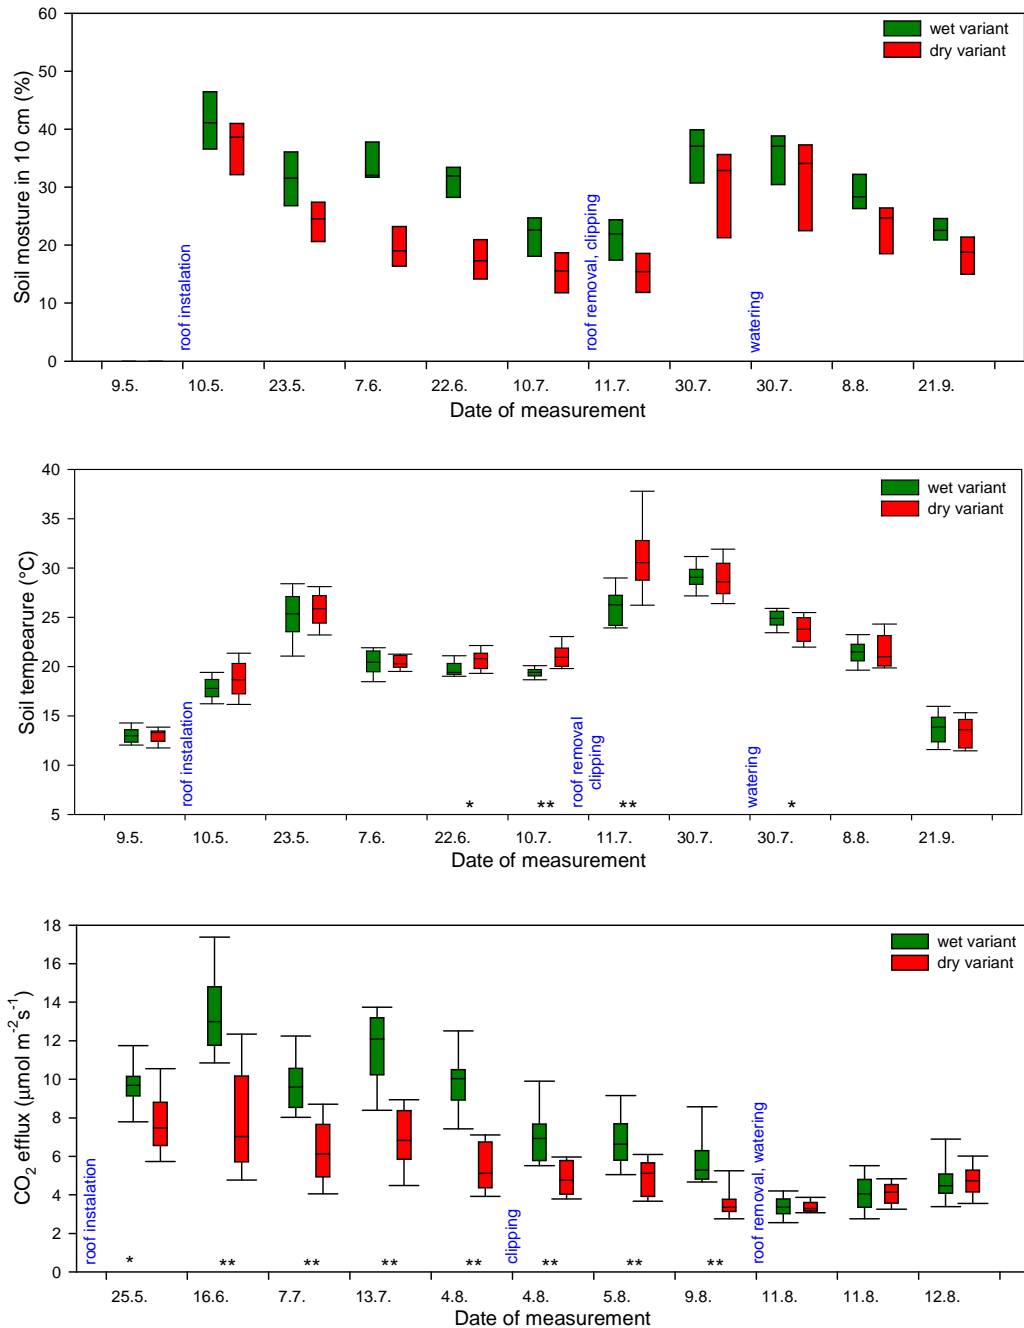 60
50
40
30
20
10
0
Soil mosture in 10 cm (%)
wet variant
dry variant
roof instalation
roof removal, clipping
watering
9.5. 10.5. 23.5. 7.6. 22.6. 10.7. 11.7. 30.7. 30.7. 8.8. 21.9.
Date of measurement
40
35
30
25
20
15
10
5
Soil tempearure (°C)
wet variant
dry variant
roof instalation
roof removal
clipping
watering
* ** ** *
9.5. 10.5. 23.5. 7.6. 22.6. 10.7. 11.7. 30.7. 30.7. 8.8. 21.9.
Date of measurement
18
16
14
12
10
8
6
4
2
0
CO₂ efflux (µmol m⁻²s⁻¹)
wet variant
dry variant
roof instalation
clipping
roof removal, watering
* ** ** ** ** ** ** **
25.5. 16.6. 7.7. 13.7. 4.8. 4.8. 5.8. 9.8. 11.8. 11.8. 12.8.
Date of measurement